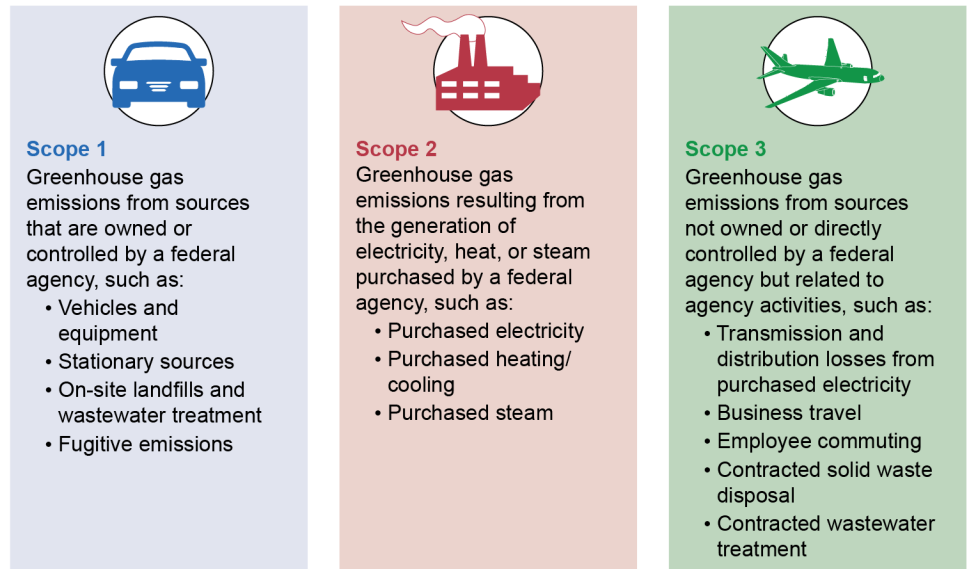 Scope 1
Greenhouse gas
emissions from sources
that are owned or
controlled by a federal
agency, such as:
• Vehicles and
equipment
• Stationary sources
• On-site landfills and
wastewater treatment
• Fugitive emissions
Scope 2
Greenhouse gas
emissions resulting from
the generation of
electricity, heat, or steam
purchased by a federal
agency, such as:
• Purchased electricity
• Purchased heating/
cooling
• Purchased steam
Scope 3
Greenhouse gas
emissions from sources
not owned or directly
controlled by a federal
agency but related to
agency activities, such as:
• Transmission and
distribution losses from
purchased electricity
• Business travel
• Employee commuting
• Contracted solid waste
disposal
• Contracted wastewater
treatment